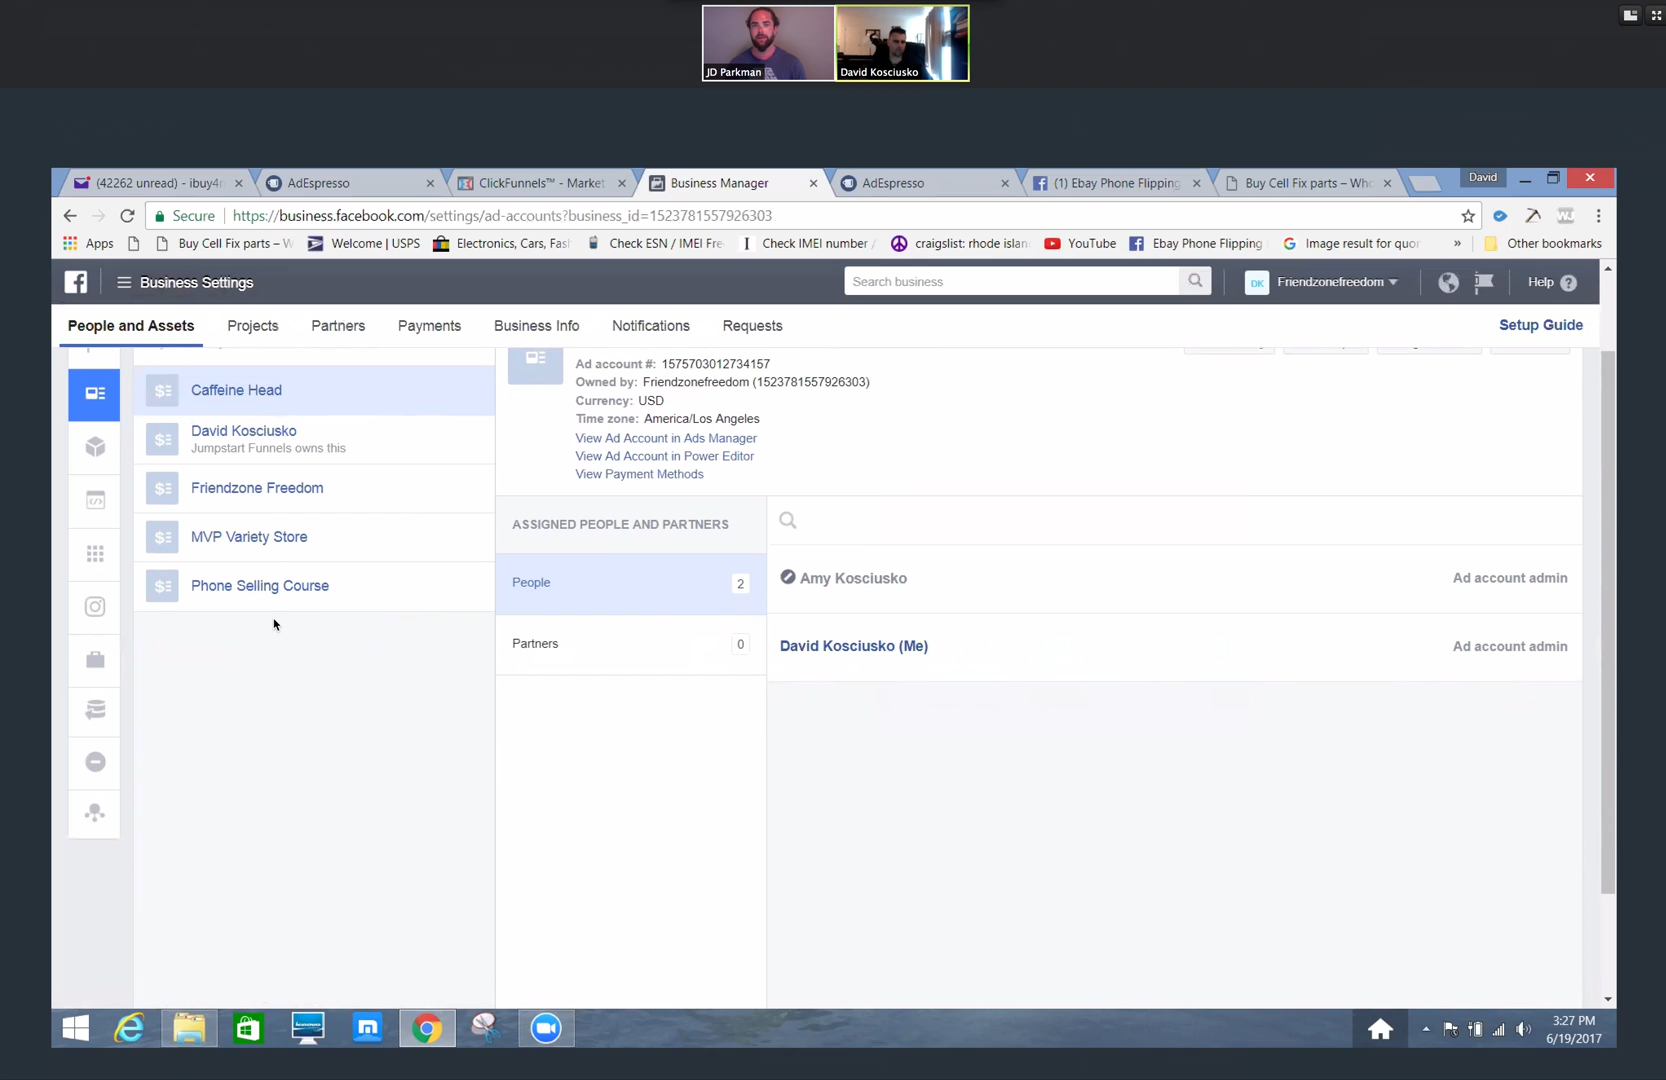 JD Parkman
David Kosciusko
(42262 unread) - ibuy4r
AdEspresso
ClickFunnels™ - Market
Business Manager
AdEspresso
(1) Ebay Phone Flipping
Buy Cell Fix parts – Who
David
Secure
https://business.facebook.com/settings/ad-accounts?business_id=1523781557926303
Apps
Buy Cell Fix parts – W
Welcome | USPS
Electronics, Cars, Fash
Check ESN / IMEI Fre
Check IMEI number /
craigslist: rhode islan
YouTube
Ebay Phone Flipping
Image result for quor
»
Other bookmarks
Business Settings
Search business
DK
Friendzonefreedom
Help
People and Assets
Projects
Partners
Payments
Business Info
Notifications
Requests
Setup Guide
Caffeine Head
David Kosciusko
Jumpstart Funnels owns this
Friendzone Freedom
MVP Variety Store
Phone Selling Course
Ad account #: 1575703012734157
Owned by: Friendzonefreedom (1523781557926303)
Currency: USD
Time zone: America/Los Angeles
View Ad Account in Ads Manager
View Ad Account in Power Editor
View Payment Methods
ASSIGNED PEOPLE AND PARTNERS
People 2
Partners 0
Amy Kosciusko Ad account admin
David Kosciusko (Me) Ad account admin
3:27 PM
6/19/2017